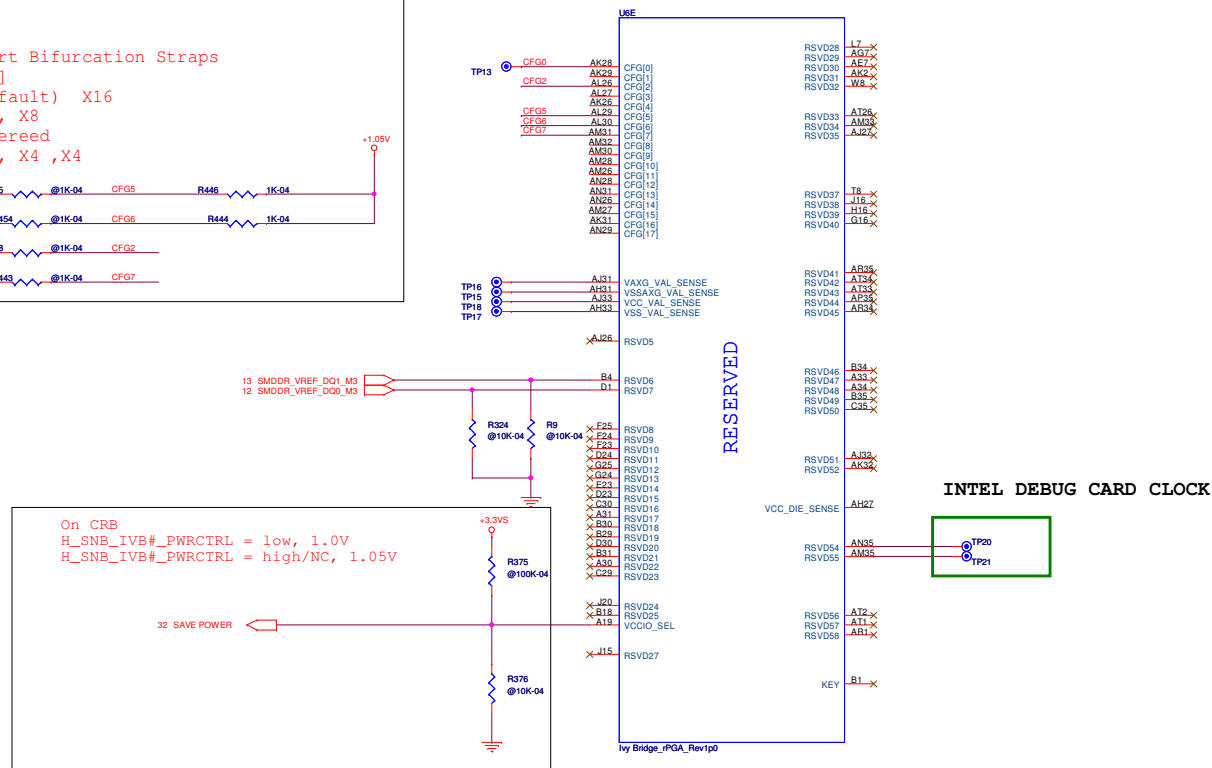 rt Bifurcation Straps
]
fault) X16
, X8
ereed
, X4 ,X4
+1.05V
5 @1K-04 CFG5 R446 1K-04
454 @1K-04 CFG6 R444 1K-04
@1K-04 CFG2
443 @1K-04 CFG7
U6E
TP13 CFG0 AK28 CFG[0]
AK29 CFG[1]
CFG2 AL26 CFG[2]
AL27 CFG[3]
AK26 CFG[4]
CFG5 AL29 CFG[5]
CFG6 AL30 CFG[6]
CFG7 AM31 CFG[7]
AM32 CFG[8]
AM30 CFG[9]
AM28 CFG[10]
AM26 CFG[11]
AN28 CFG[12]
AN31 CFG[13]
AN26 CFG[14]
AM27 CFG[15]
AK31 CFG[16]
AN29 CFG[17]
TP16 AJ31 VAXG_VAL_SENSE
TP15 AH31 VSSAXG_VAL_SENSE
TP18 AJ33 VCC_VAL_SENSE
TP17 AH33 VSS_VAL_SENSE
AJ26 RSVD5
13 SMDDR_VREF_DQ1_M3 B4 RSVD6
12 SMDDR_VREF_DQ0_M3 D1 RSVD7
R324
@10K-04
R9
@10K-04
F25 RSVD8
F24 RSVD9
F23 RSVD10
D24 RSVD11
G25 RSVD12
G24 RSVD13
E23 RSVD14
D23 RSVD15
C30 RSVD16
A31 RSVD17
B30 RSVD18
B29 RSVD19
D30 RSVD20
B31 RSVD21
A30 RSVD22
C29 RSVD23
J20 RSVD24
B18 RSVD25
A19 VCCIO_SEL
J15 RSVD27
On CRB
H_SNB_IVB#_PWRCTRL = low, 1.0V
H_SNB_IVB#_PWRCTRL = high/NC, 1.05V
+3.3VS
R375
@100K-04
32 SAVE POWER
R376
@10K-04
RESERVED
RSVD28 L7
RSVD29 AG7
RSVD30 AE7
RSVD31 AK2
RSVD32 W8
RSVD33 AT26
RSVD34 AM33
RSVD35 AJ27
RSVD37 T8
RSVD38 J16
RSVD39 H16
RSVD40 G16
RSVD41 AR35
RSVD42 AT34
RSVD43 AT33
RSVD44 AP35
RSVD45 AR34
RSVD46 B34
RSVD47 A33
RSVD48 A34
RSVD49 B35
RSVD50 C35
RSVD51 AJ32
RSVD52 AK32
VCC_DIE_SENSE AH27
RSVD54 AN35
RSVD55 AM35
RSVD56 AT2
RSVD57 AT1
RSVD58 AR1
KEY B1
INTEL DEBUG CARD CLOCK
TP20
TP21
Ivy Bridge_rPGA_Rev1p0